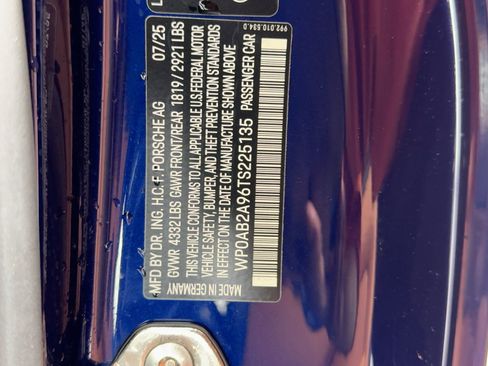 MFD BY DR. ING. H.C.F. PORSCHE AG 07/25
GVWR 4332 LBS GAWR FRONT/REAR 1819 / 2921 LBS
THIS VEHICLE CONFORMS TO ALL APPLICABLE U.S. FEDERAL MOTOR
VEHICLE SAFETY, BUMPER, AND THEFT PREVENTION STANDARDS
IN EFFECT ON THE DATE OF MANUFACTURE SHOWN ABOVE
WP0AB2A96TS225135 PASSENGER CAR
MADE IN GERMANY
992.010.534.0